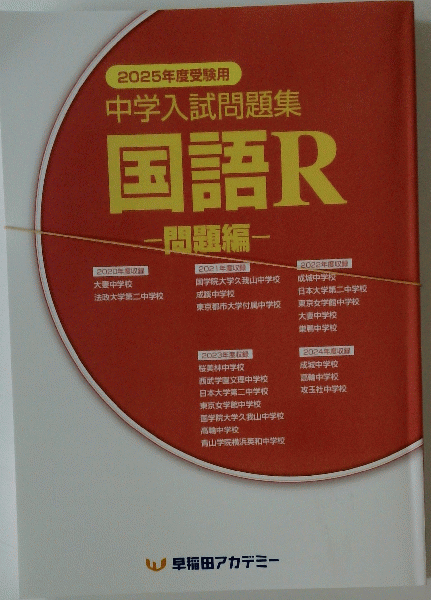 2025年度受験用
中学入試問題集
国語R
—問題編—
2020年度収録
大妻中学校
法政大学第二中学校
2021年度収録
国学院大学久我山中学校
成蹊中学校
東京都市大学付属中学校
2022年度収録
成城中学校
日本大学第二中学校
東京女学館中学校
大妻中学校
巣鴨中学校
2023年度収録
桜美林中学校
西武学園文理中学校
日本大学第二中学校
東京女学館中学校
国学院大学久我山中学校
高輪中学校
青山学院横浜英和中学校
2024年度収録
成城中学校
高輪中学校
攻玉社中学校
早稲田アカデミー